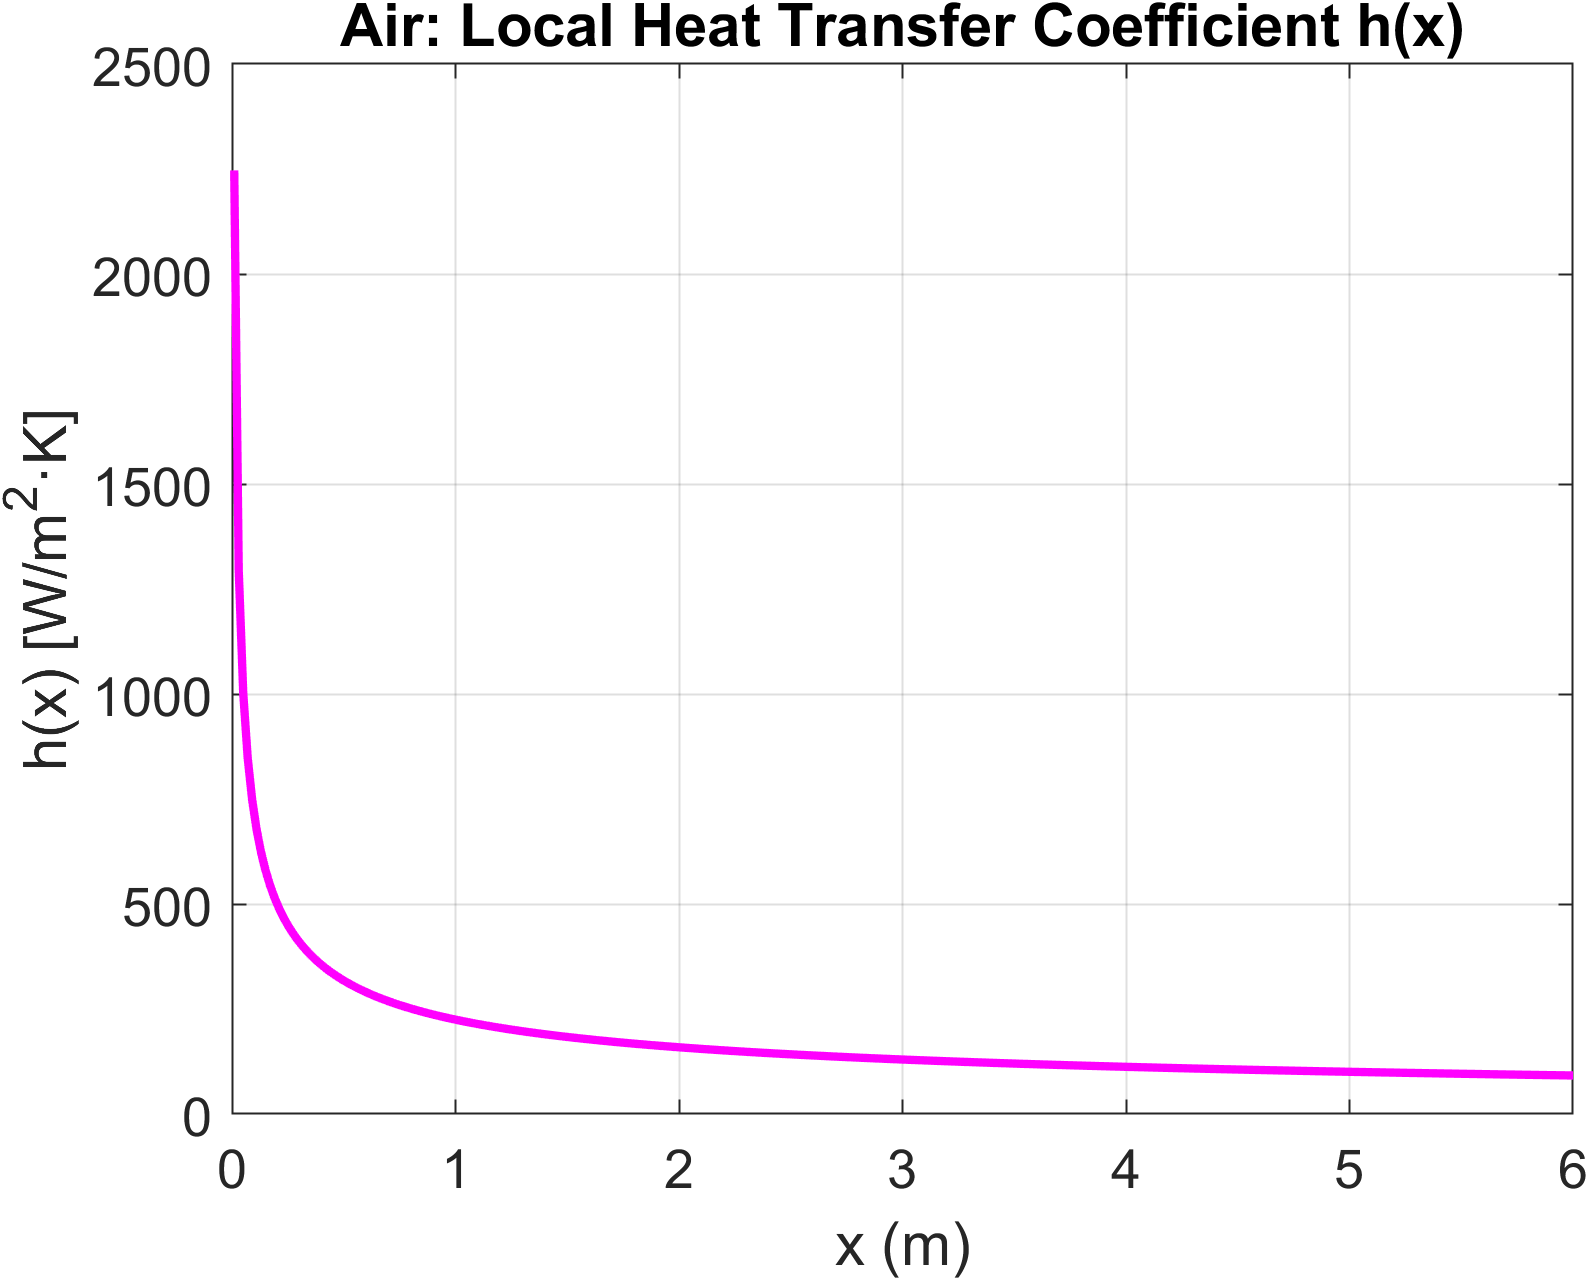 Air: Local Heat Transfer Coefficient h(x)
2500
2000
1500
1000
500
0
h(x) [W/m²·K]
0 1 2 3 4 5 6
x (m)